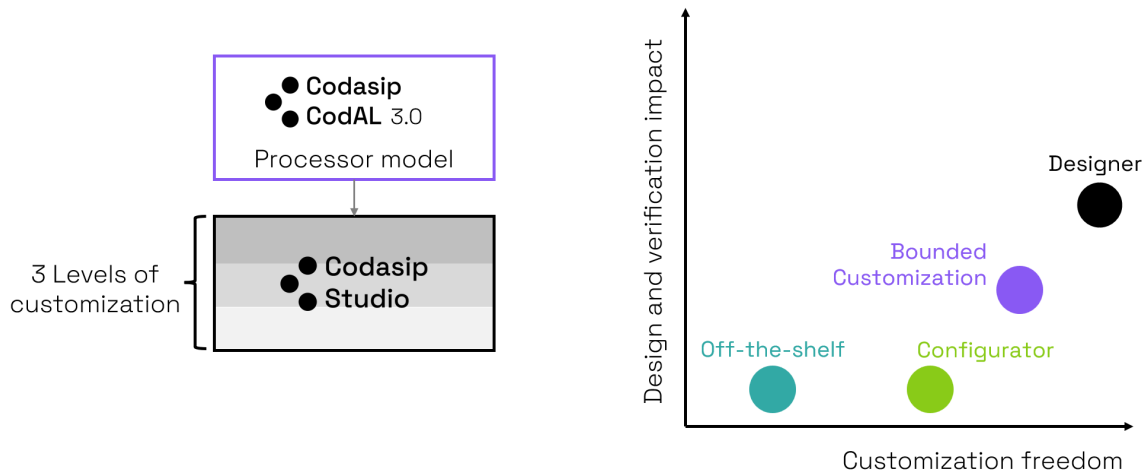 Codasip
CodAL 3.0
Processor model
3 Levels of
customization
Codasip
Studio
Design and verification impact
Designer
Bounded
Customization
Off-the-shelf
Configurator
Customization freedom